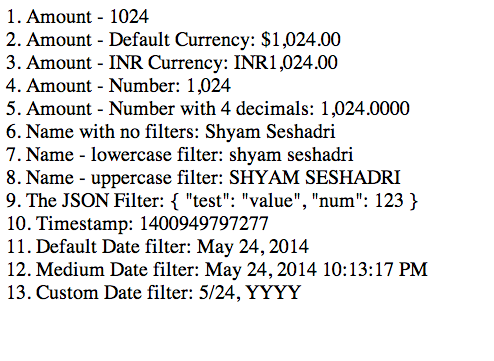 1. Amount - 1024
2. Amount - Default Currency: $1,024.00
3. Amount - INR Currency: INR1,024.00
4. Amount - Number: 1,024
5. Amount - Number with 4 decimals: 1,024.0000
6. Name with no filters: Shyam Seshadri
7. Name - lowercase filter: shyam seshadri
8. Name - uppercase filter: SHYAM SESHADRI
9. The JSON Filter: { "test": "value", "num": 123 }
10. Timestamp: 1400949797277
11. Default Date filter: May 24, 2014
12. Medium Date filter: May 24, 2014 10:13:17 PM
13. Custom Date filter: 5/24, YYYY